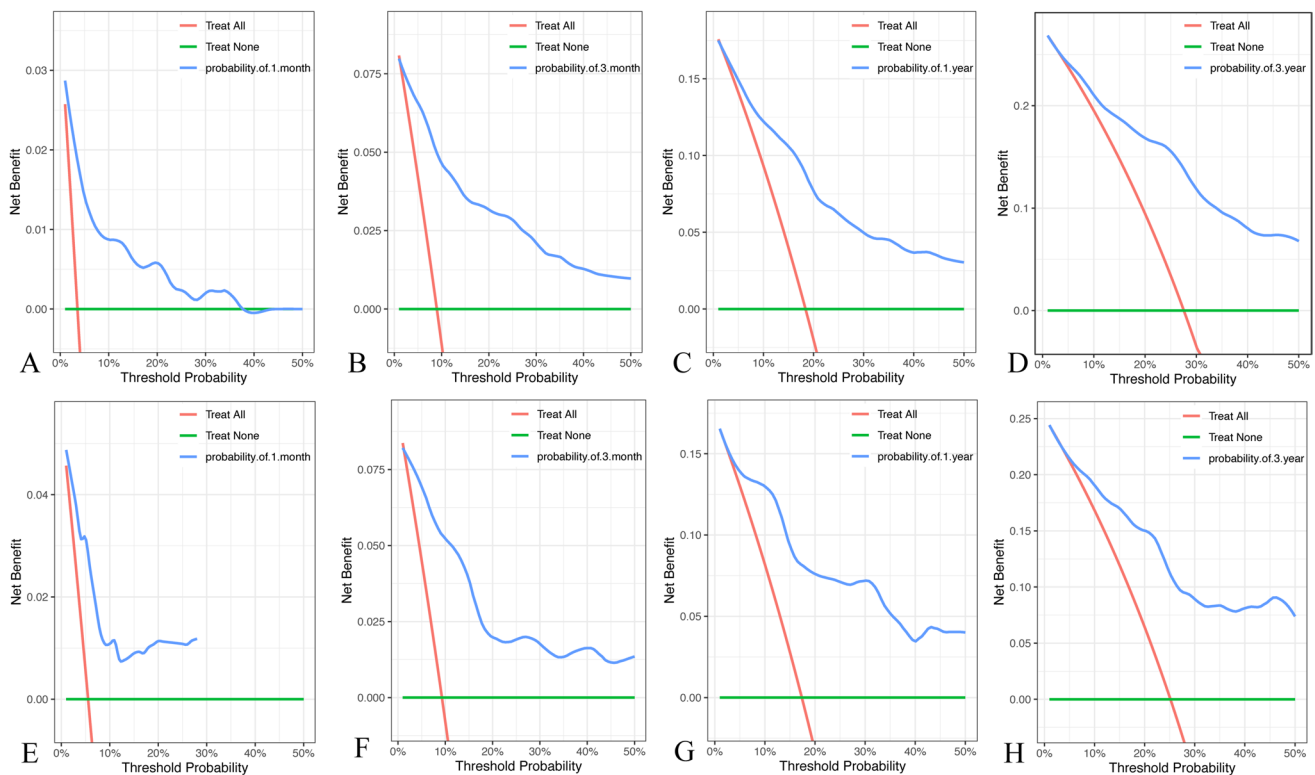 Treat All
Treat None
probability.of.1.month
0.03
0.02
0.01
0.00
Net Benefit
0%
10%
20%
30%
40%
50%
Threshold Probability
A
Treat All
Treat None
probability.of.3.month
0.075
0.050
0.025
0.000
Net Benefit
0%
10%
20%
30%
40%
50%
Threshold Probability
B
Treat All
Treat None
probability.of.1.year
0.15
0.10
0.05
0.00
Net Benefit
0%
10%
20%
30%
40%
50%
Threshold Probability
C
Treat All
Treat None
probability.of.3.year
0.2
0.1
0.0
Net Benefit
0%
10%
20%
30%
40%
50%
Threshold Probability
D
Treat All
Treat None
probability.of.1.month
0.04
0.02
0.00
Net Benefit
0%
10%
20%
30%
40%
50%
Threshold Probability
E
Treat All
Treat None
probability.of.3.month
0.075
0.050
0.025
0.000
Net Benefit
0%
10%
20%
30%
40%
50%
Threshold Probability
F
Treat All
Treat None
probability.of.1.year
0.15
0.10
0.05
0.00
Net Benefit
0%
10%
20%
30%
40%
50%
Threshold Probability
G
Treat All
Treat None
probability.of.3.year
0.25
0.20
0.15
0.10
0.05
0.00
Net Benefit
0%
10%
20%
30%
40%
50%
Threshold Probability
H